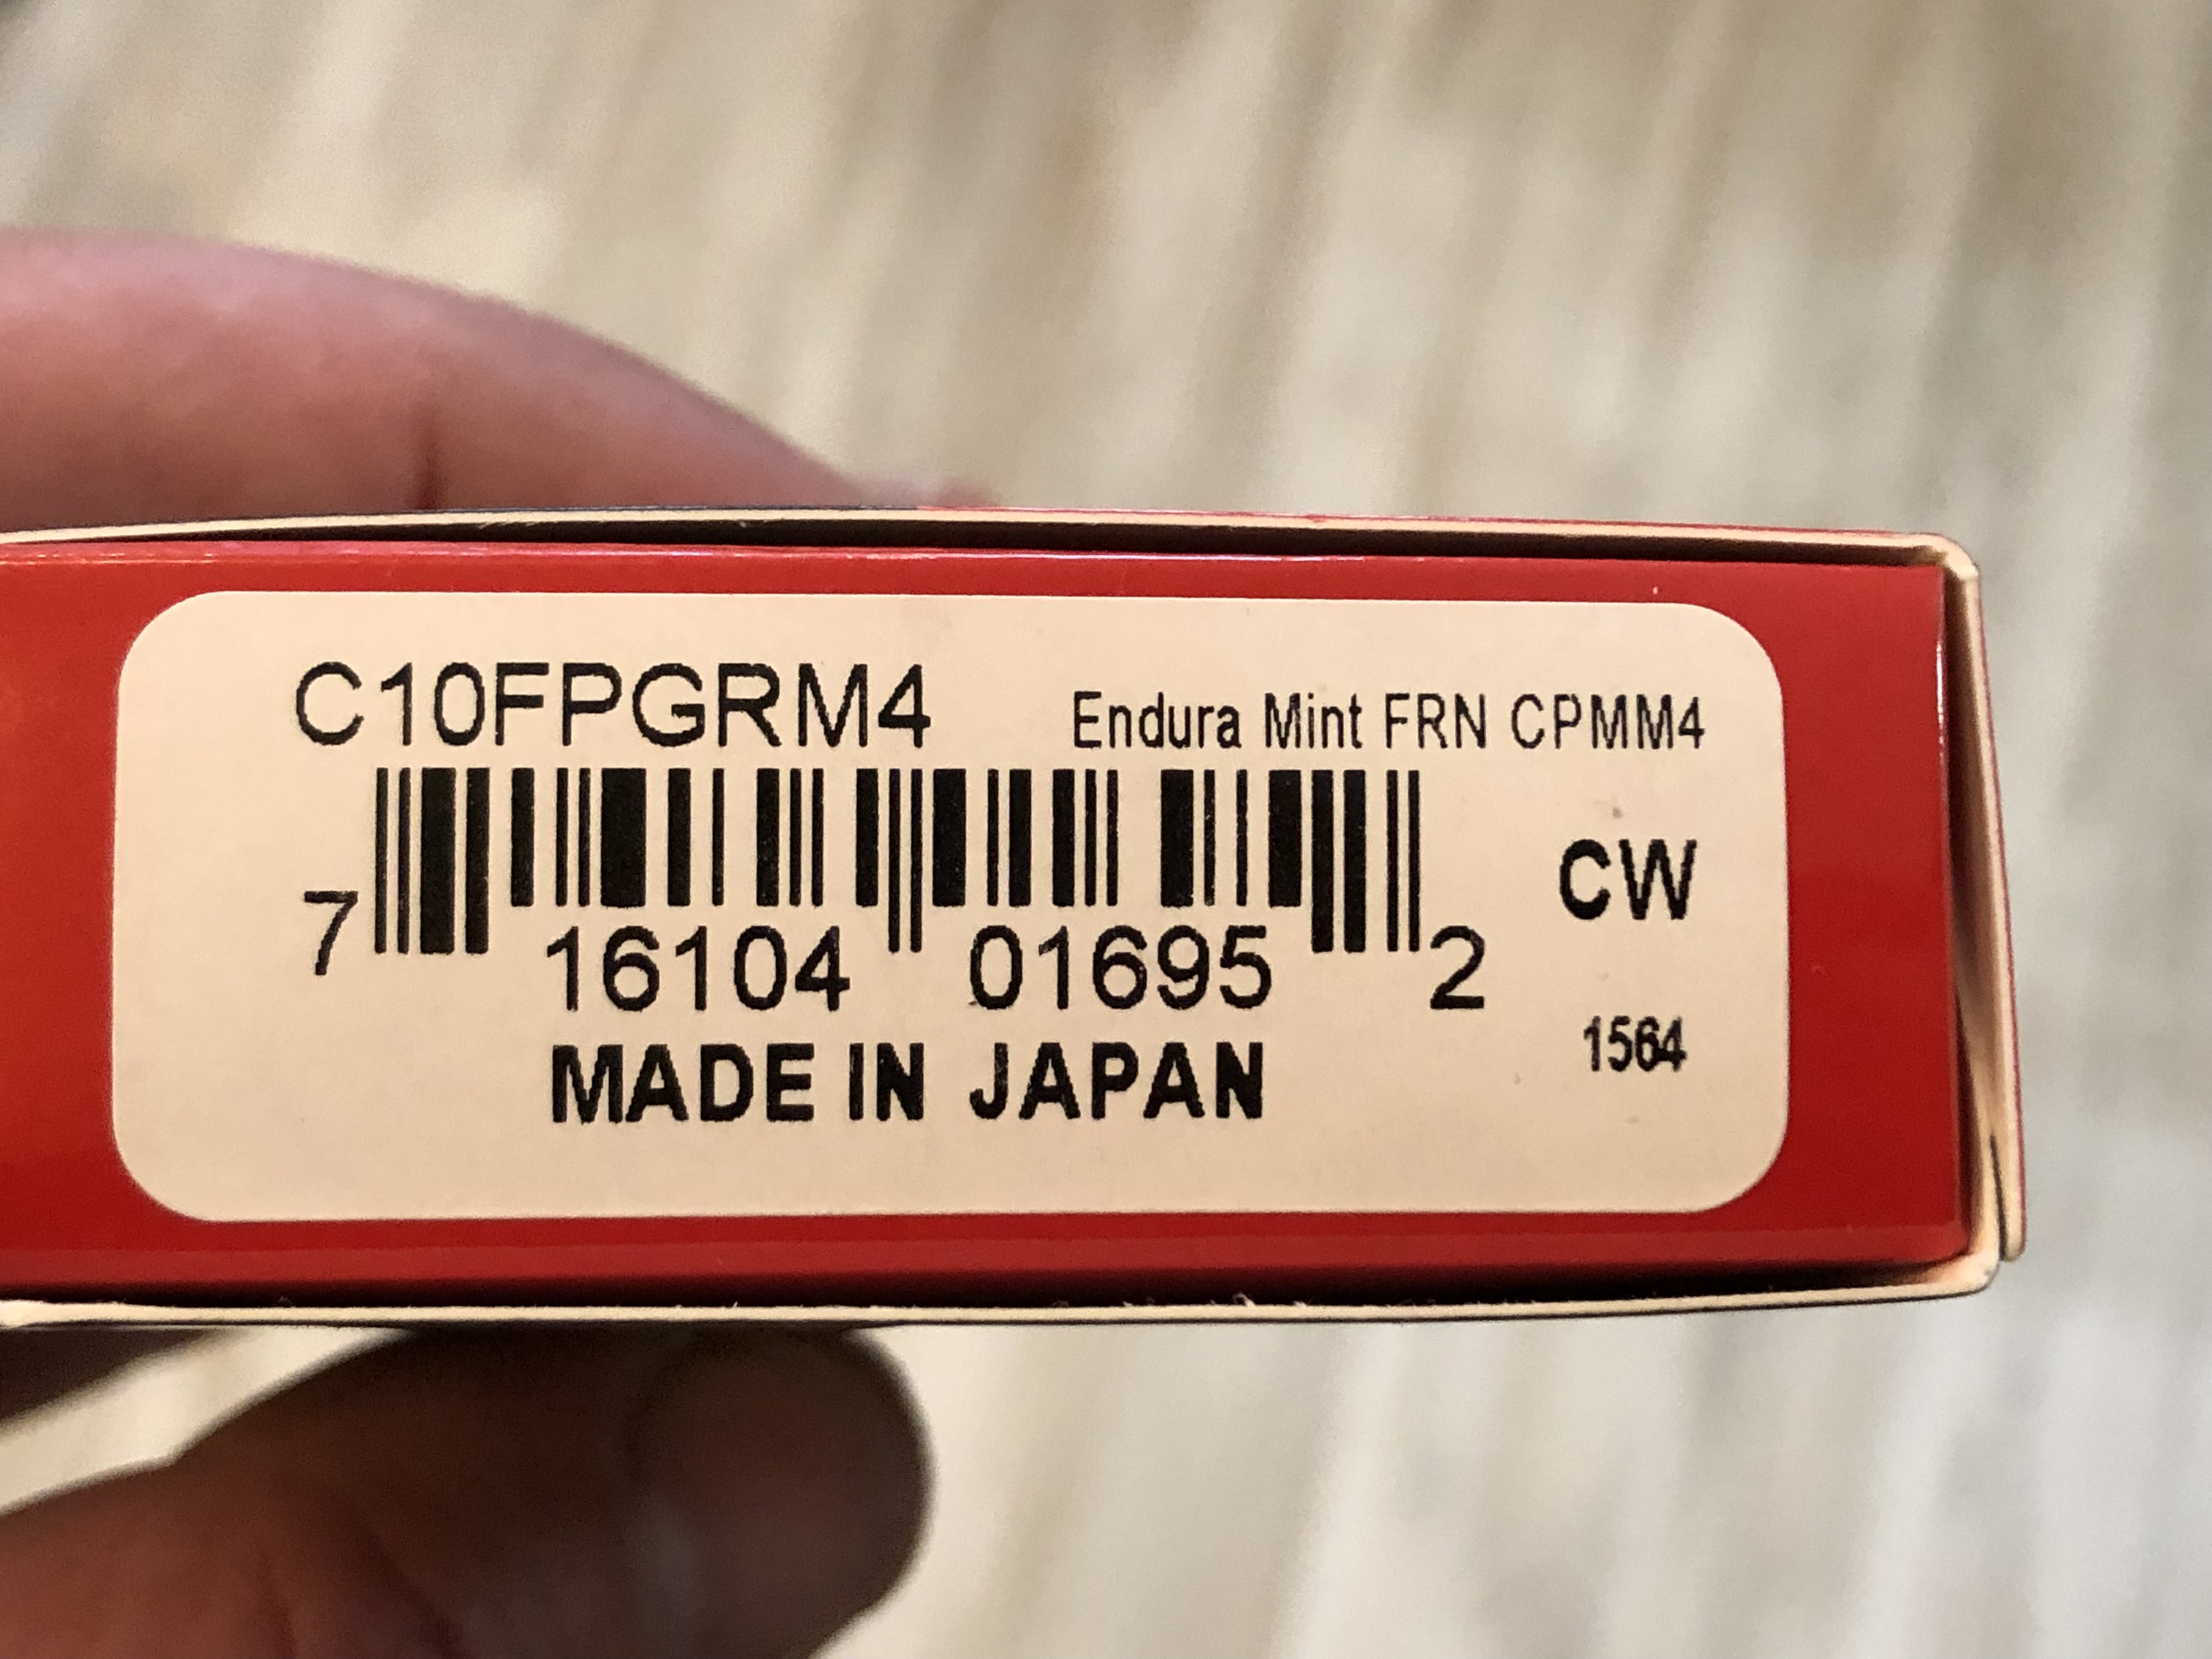 C10FPGRM4 Endura Mint FRN CPMM4
CW
7 16104 01695 2
1564
MADE IN JAPAN